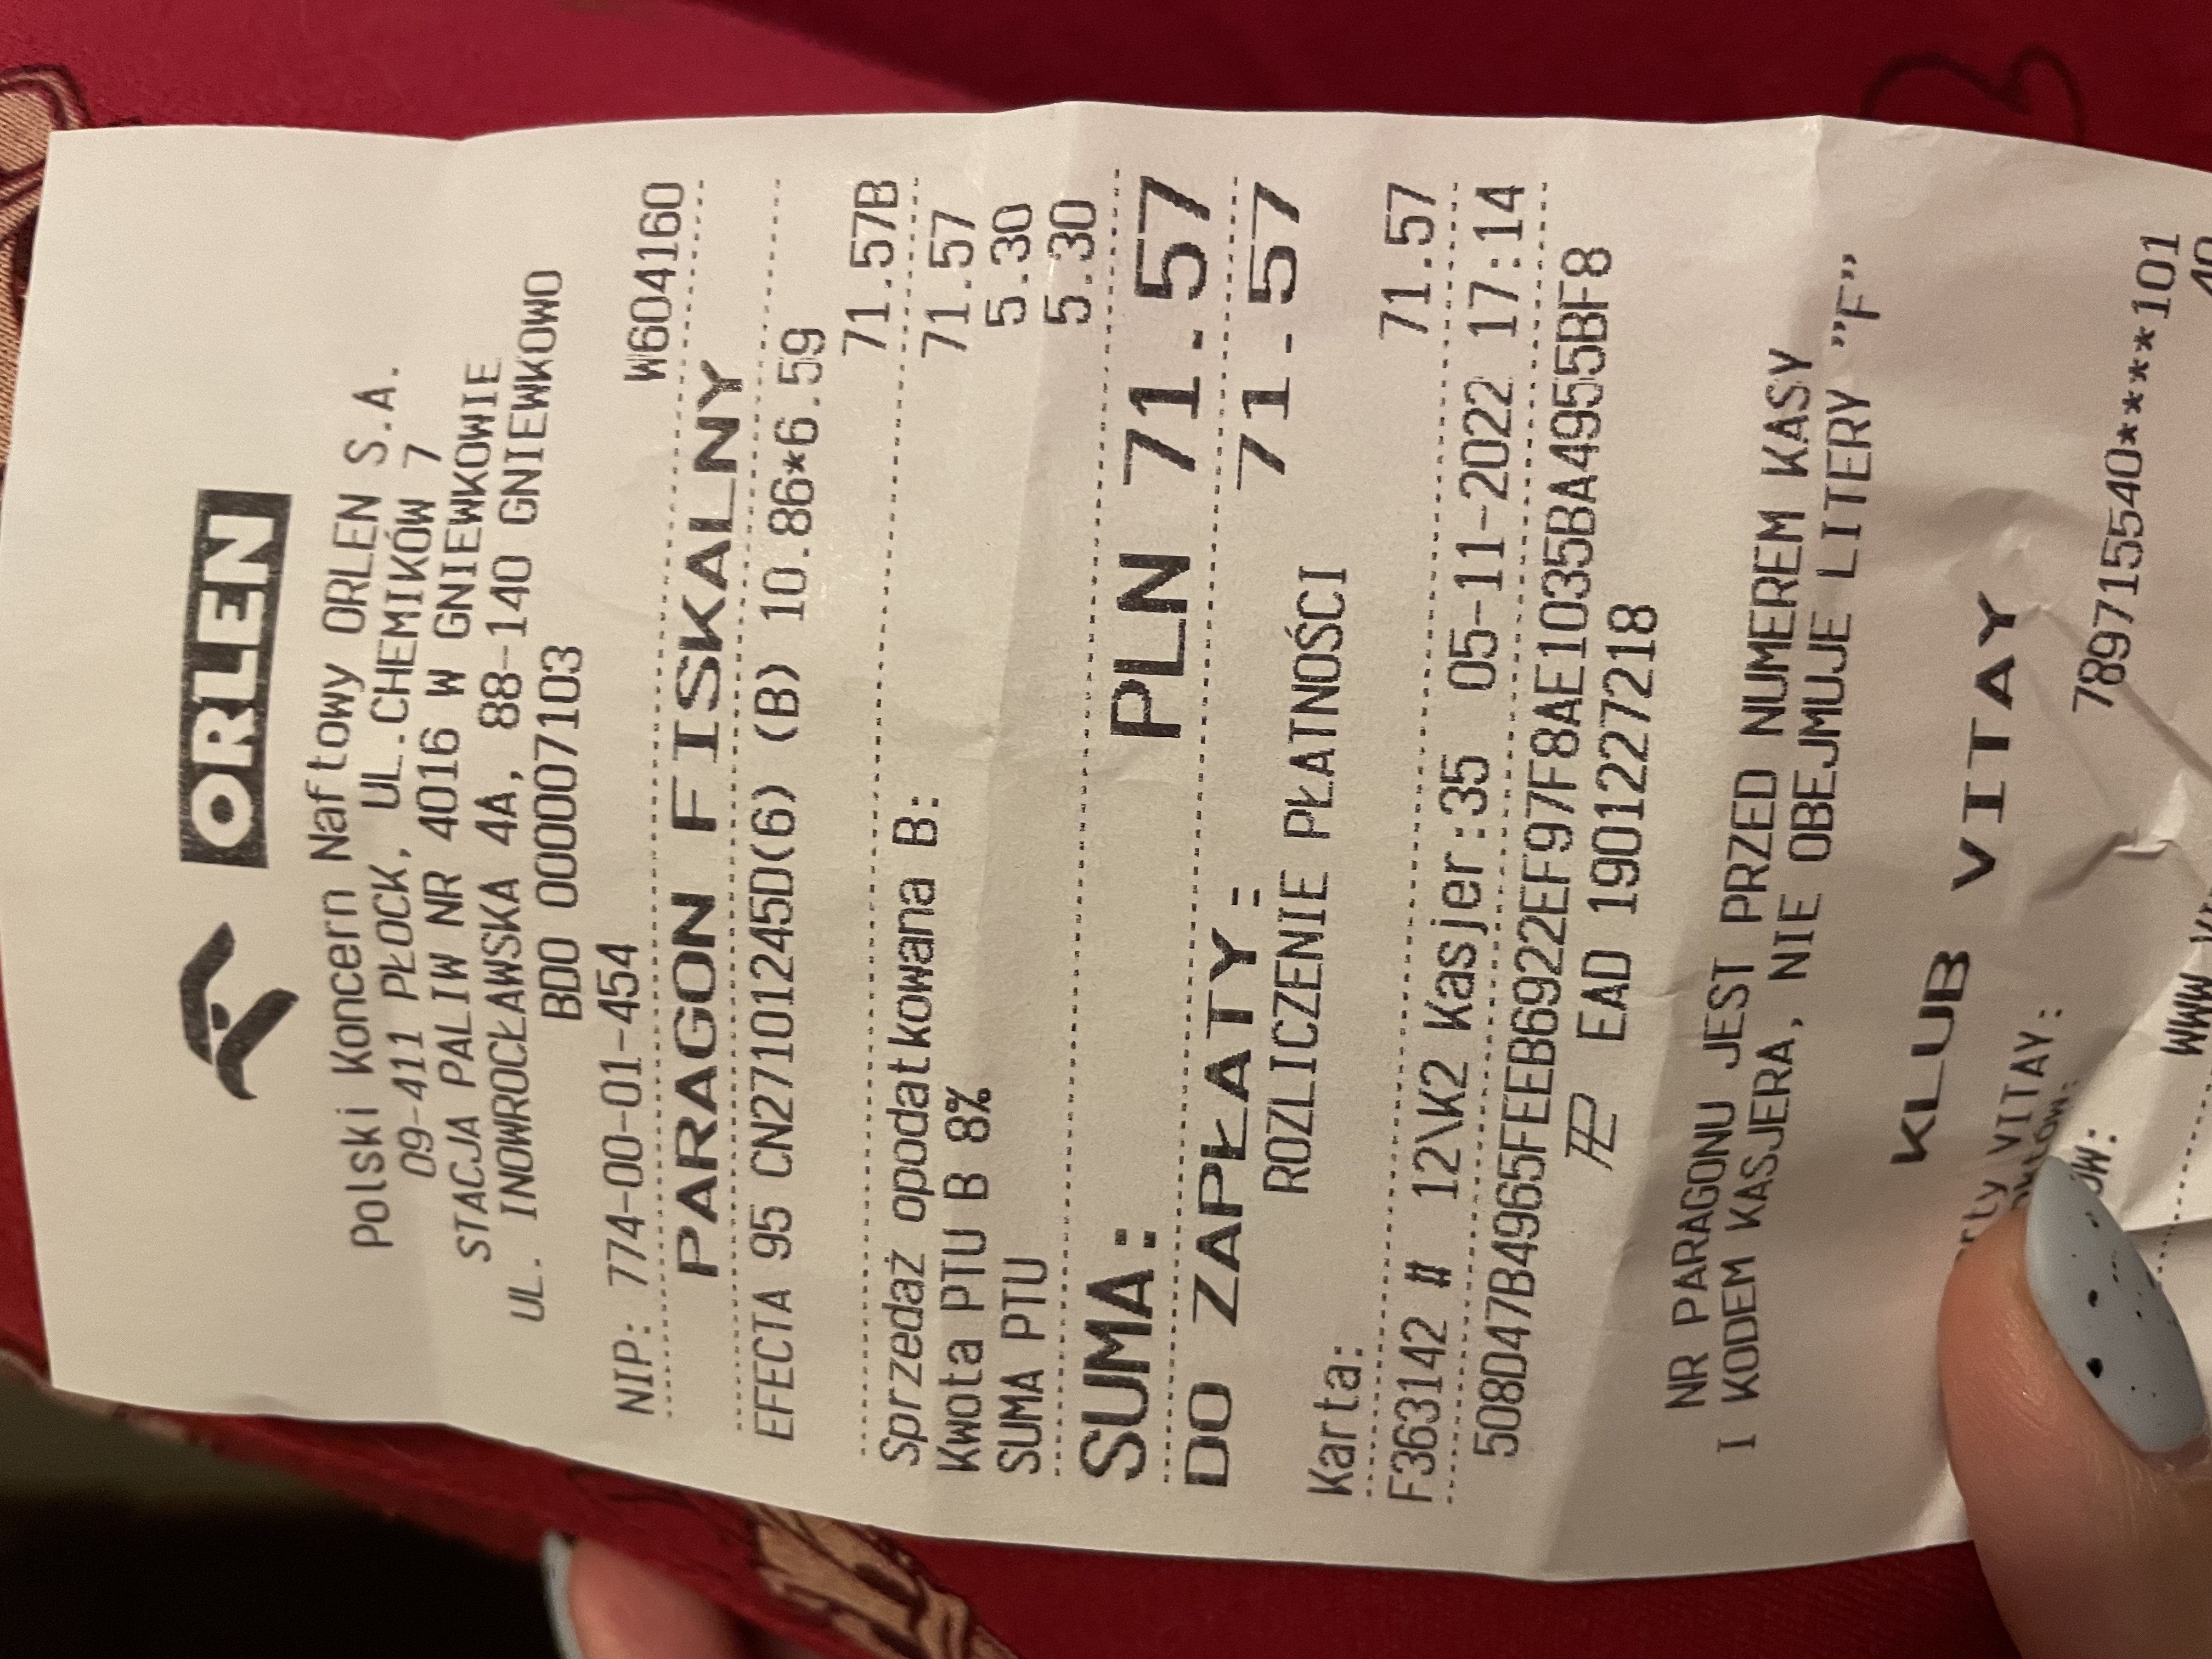 ORLEN
Polski Koncern Naftowy ORLEN S.A.
09-411 PŁOCK, UL.CHEMIKÓW 7
STACJA PALIW NR 4016 W GNIEWKOWIE
UL. INOWROCŁAWSKA 4A, 88-140 GNIEWKOWO
BDO 000007103
NIP: 774-00-01-454 W604160
PARAGON FISKALNY
EFECTA 95 CN27101245D(6) (B) 10.86*6.59
71.57B
Sprzedaż opodatkowana B: 71.57
Kwota PTU B 8% 5.30
SUMA PTU 5.30
SUMA: PLN 71.57
DO ZAPŁATY: 71.57
ROZLICZENIE PŁATNOŚCI
Karta: 71.57
F363142 # 12\K2 Kasjer:35 05-11-2022 17:14
508D47B4965FEEB6922EF97F8AE1035BA4955BF8
EAD 1901227218
NR PARAGONU JEST PRZED NUMEREM KASY
I KODEM KASJERA, NIE OBEJMUJE LITERY "F"
KLUB VITAY
VITAY: 789715540*****101